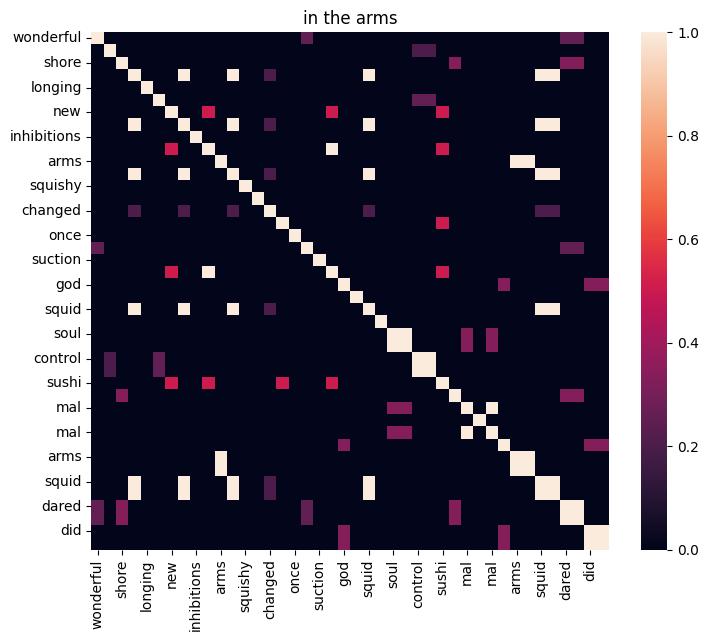 in the arms
wonderful
shore
longing
new
inhibitions
arms
squishy
changed
once
suction
god
squid
soul
control
sushi
mal
mal
arms
squid
dared
did
wonderful
shore
longing
new
inhibitions
arms
squishy
changed
once
suction
god
squid
soul
control
sushi
mal
mal
arms
squid
dared
did
1.0
0.8
0.6
0.4
0.2
0.0